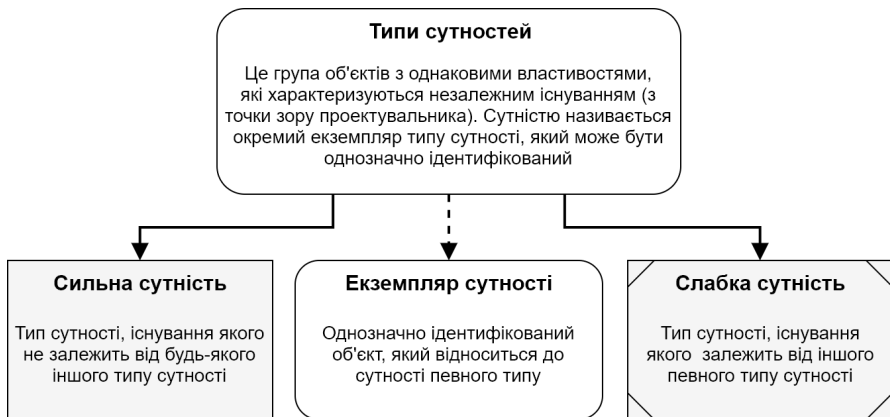 Типи сутностей
Це група об'єктів з однаковими властивостями,
які характеризуються незалежним існуванням (з
точки зору проектувальника). Сутністю називається
окремий екземпляр типу сутності, який може бути
однозначно ідентифікований
Сильна сутність
Тип сутності, існування якого
не залежить від будь-якого
іншого типу сутності
Екземпляр сутності
Однозначно ідентифікований
об'єкт, який відноситься до
сутності певного типу
Слабка сутність
Тип сутності, існування
якого залежить від іншого
певного типу сутності